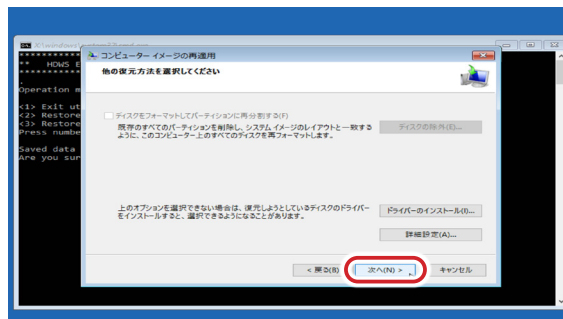 コンピューター イメージの再適用
他の復元方法を選択してください
************
** HDWS E
************
Operation m
<1> Exit ut
<2> Restore
<3> Restore
Press numbe
Saved data
Are you sur
ディスクをフォーマットしてパーティションに再分割する(F)
既存のすべてのパーティションを削除し、システム イメージのレイアウトと一致する
ように、このコンピューター上のすべてのディスクを再フォーマットします。
ディスクの除外(E)...
上のオプションを選択できない場合は、復元しようとしているディスクのドライバー
をインストールすると、選択できるようになることがあります。
ドライバーのインストール(I)...
詳細設定(A)...
< 戻る(B)
次へ(N) >
キャンセル